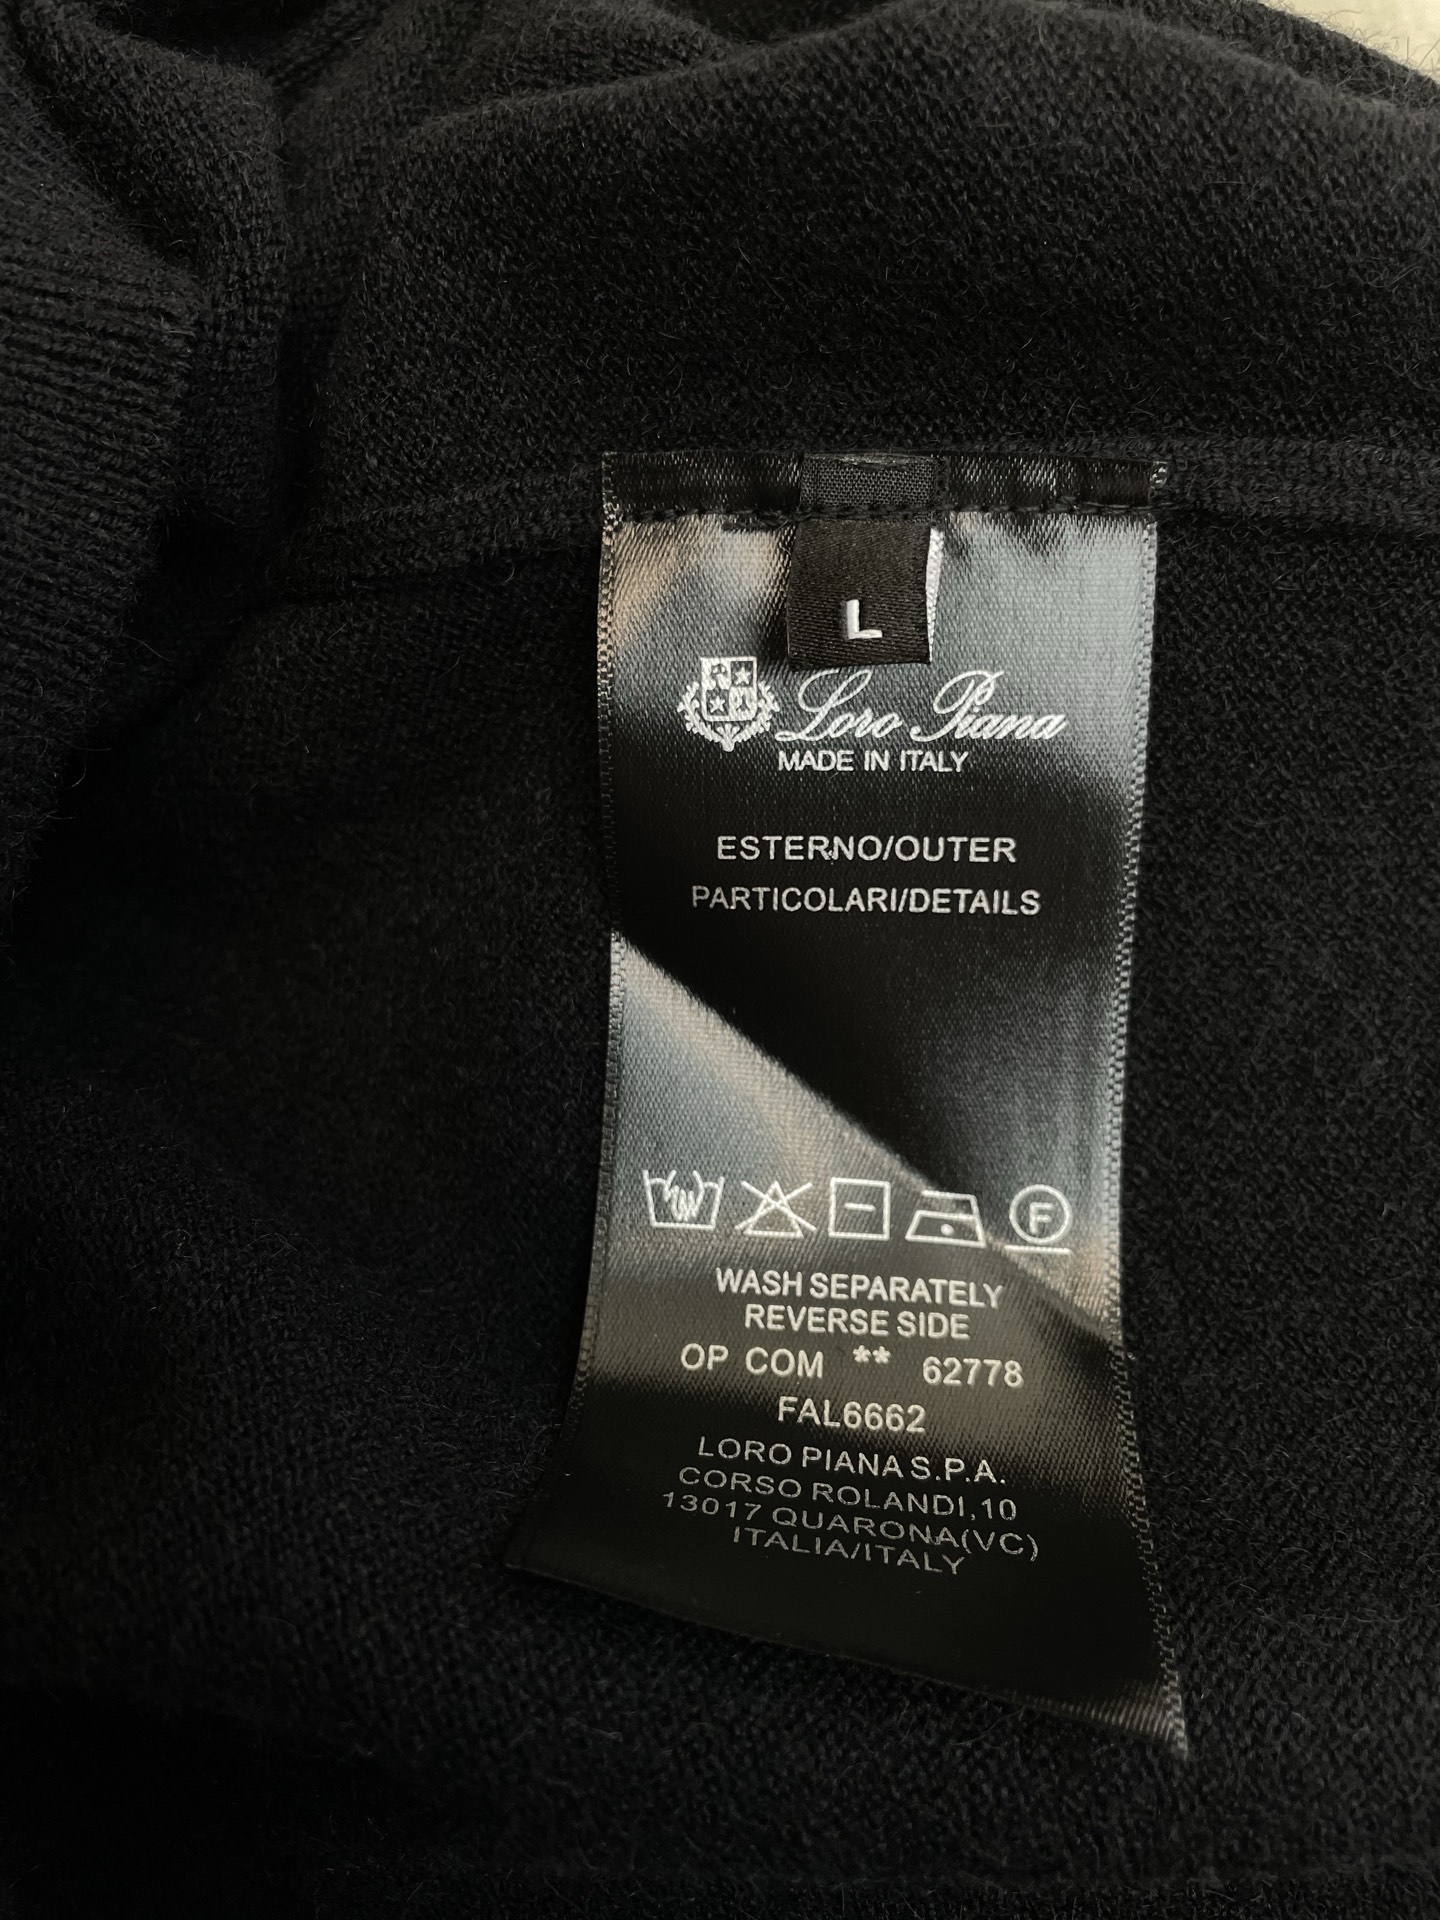 L
Loro Piana
MADE IN ITALY
ESTERNO/OUTER
PARTICOLARI/DETAILS
F
WASH SEPARATELY
REVERSE SIDE
OP COM ** 62778
FAL6662
LORO PIANA S.P.A.
CORSO ROLANDI,10
13017 QUARONA(VC)
ITALIA/ITALY